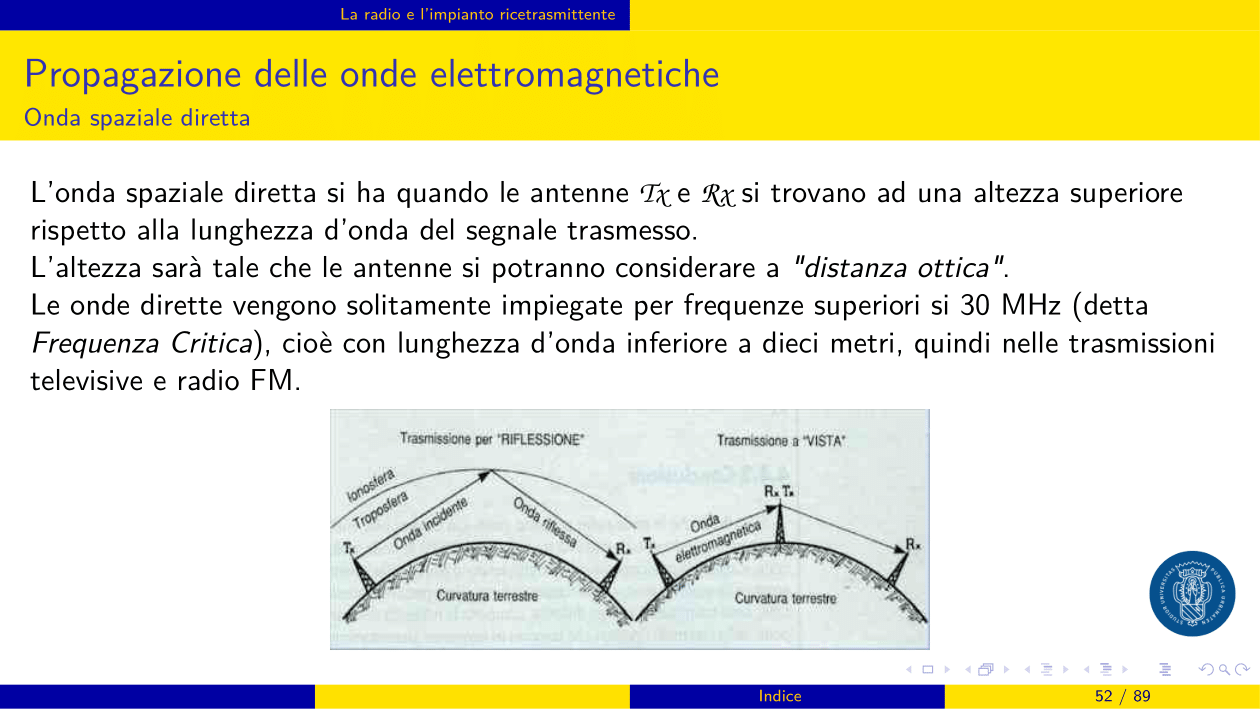 La radio e l'impianto ricetrasmittente
Propagazione delle onde elettromagnetiche
Onda spaziale diretta
L'onda spaziale diretta si ha quando le antenne Tx e Rx si trovano ad una altezza superiore
rispetto alla lunghezza d'onda del segnale trasmesso.
L'altezza sarà tale che le antenne si potranno considerare a "distanza ottica".
Le onde dirette vengono solitamente impiegate per frequenze superiori si 30 MHz (detta
Frequenza Critica), cioè con lunghezza d'onda inferiore a dieci metri, quindi nelle trasmissioni
televisive e radio FM.
Trasmissione per "RIFLESSIONE"
Ionosfera
Troposfera
Onda incidente
Onda riflessa
Tx
Rx
Curvatura terrestre
Trasmissione a "VISTA"
Rx Tx
Onda
elettromagnetica
Tx
Rx
Curvatura terrestre
Indice
52 / 89